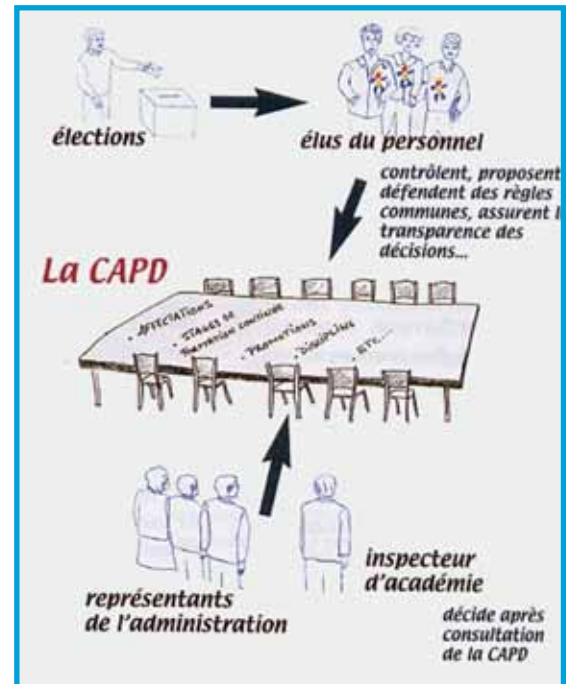 élections
élus du personnel
contrôlent, proposent
défendent des règles
communes, assurent l
transparence des
décisions...
La CAPD
• AFFECTATIONS
• STAGES DE
FORMATION CONTINUE
• PROMOTIONS
• DISCIPLINE
• ETC...
représentants
de l'administration
inspecteur
d'académie
décide après
consultation
de la CAPD